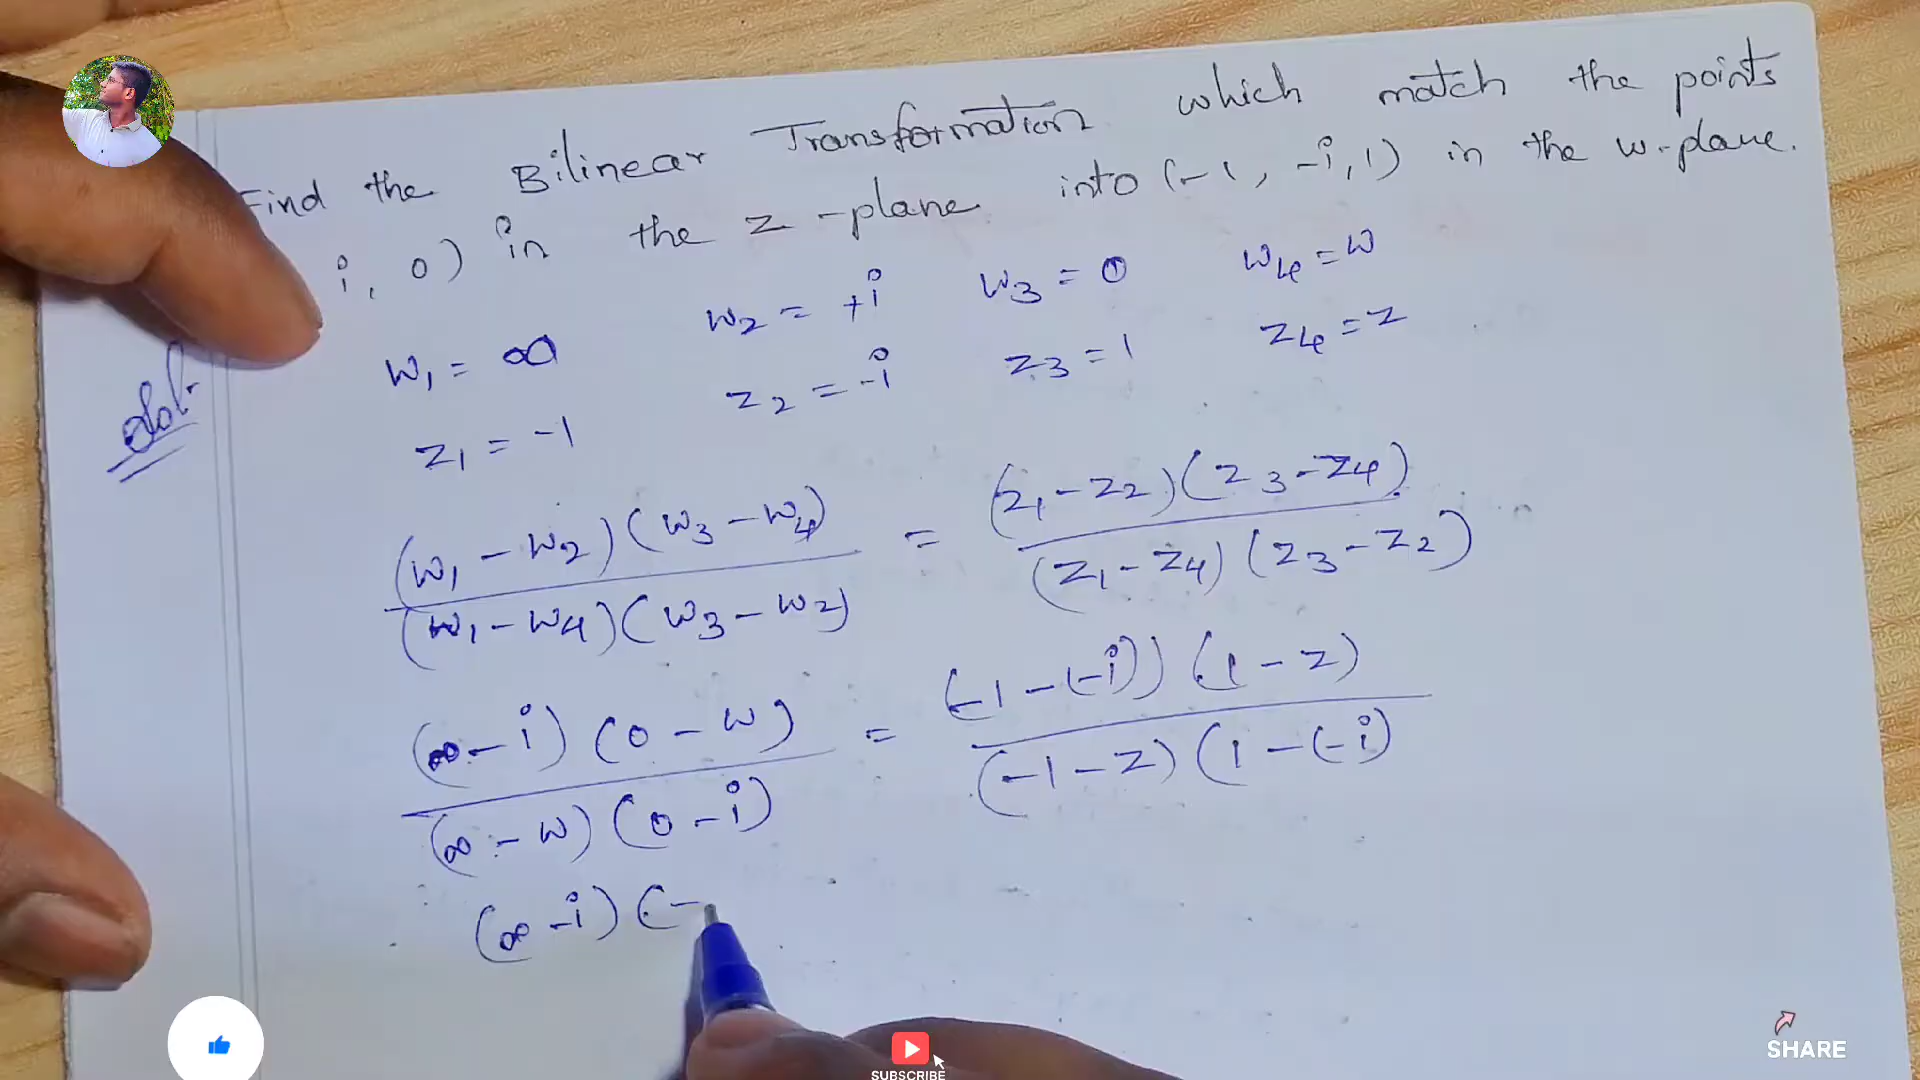 Find the Bilinear Transformation which match the points
i, 0) in the z-plane into (-1, -i, 1) in the w-plane.
Sol:-
w₁ = ∞ w₂ = +i w₃ = 0 w₄ = w
z₁ = -1 z₂ = -i z₃ = 1 z₄ = z
(w₁ - w₂)(w₃ - w₄) / (w₁ - w₄)(w₃ - w₂) = (z₁ - z₂)(z₃ - z₄) / (z₁ - z₄)(z₃ - z₂)
(∞ - i)(0 - w) / (∞ - w)(0 - i) = (-1 - (-i))(1 - z) / (-1 - z)(1 - (-i)
(∞ - i)(-
SUBSCRIBE
SHARE